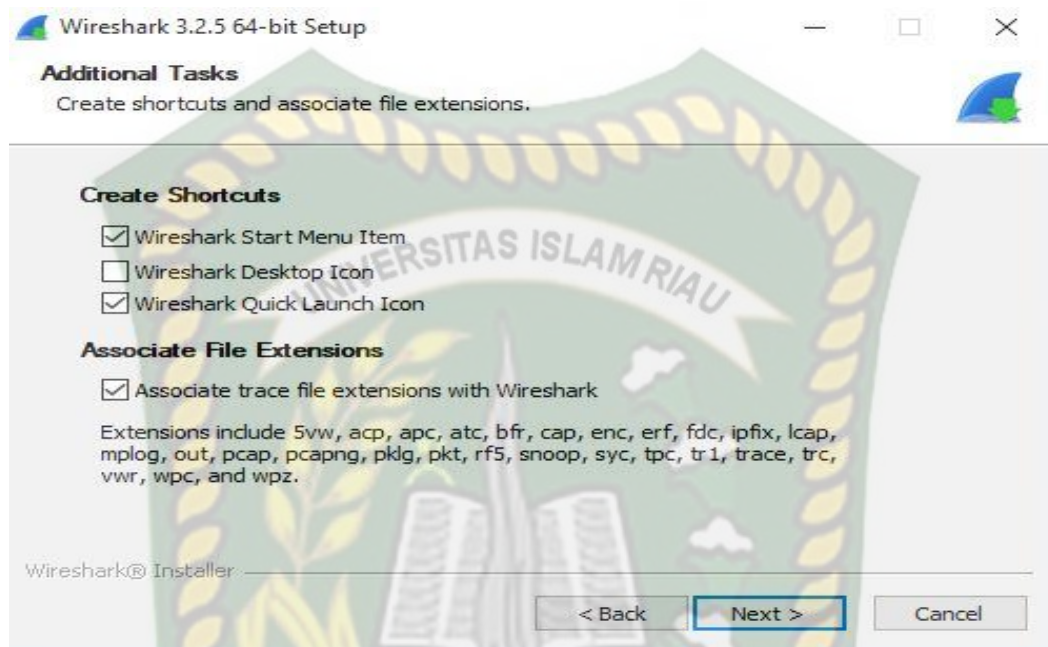 Wireshark 3.2.5 64-bit Setup
Additional Tasks
Create shortcuts and associate file extensions.
Create Shortcuts
Wireshark Start Menu Item
UNIVERSITAS ISLAM RIAU
Wireshark Desktop Icon
Wireshark Quick Launch Icon
Associate File Extensions
Associate trace file extensions with Wireshark
Extensions include 5vw, acp, apc, atc, bfr, cap, enc, erf, fdc, ipfix, lcap,
mplog, out, pcap, pcapng, pklg, pkt, rf5, snoop, syc, tpc, tr1, trace, trc,
vwr, wpc, and wpz.
Wireshark® Installer
< Back
Next >
Cancel